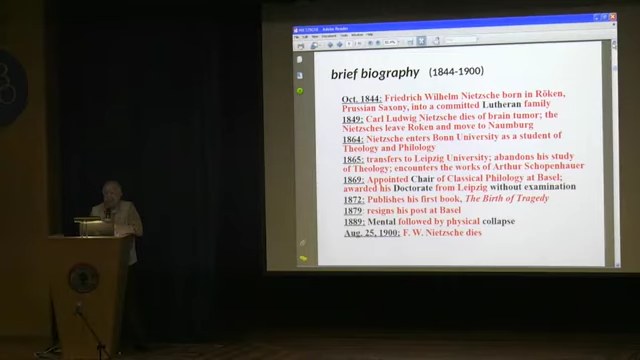 Adobe Reader
brief biography (1844-1900)
Oct. 1844: Friedrich Wilhelm Nietzsche born in Röken,
Prussian Saxony, into a committed Lutheran family
1849: Carl Ludwig Nietzsche dies of brain tumor; the
Nietzsches leave Roken and move to Naumburg
1864: Nietzsche enters Bonn University as a student of
Theology and Philology
1865: transfers to Leipzig University; abandons his study
of Theology; encounters the works of Arthur Schopenhauer
1869: Appointed Chair of Classical Philology at Basel;
awarded his Doctorate from Leipzig without examination
1872: Publishes his first book, The Birth of Tragedy
1879: resigns his post at Basel
1889: Mental followed by physical collapse
Aug. 25, 1900: F. W. Nietzsche dies